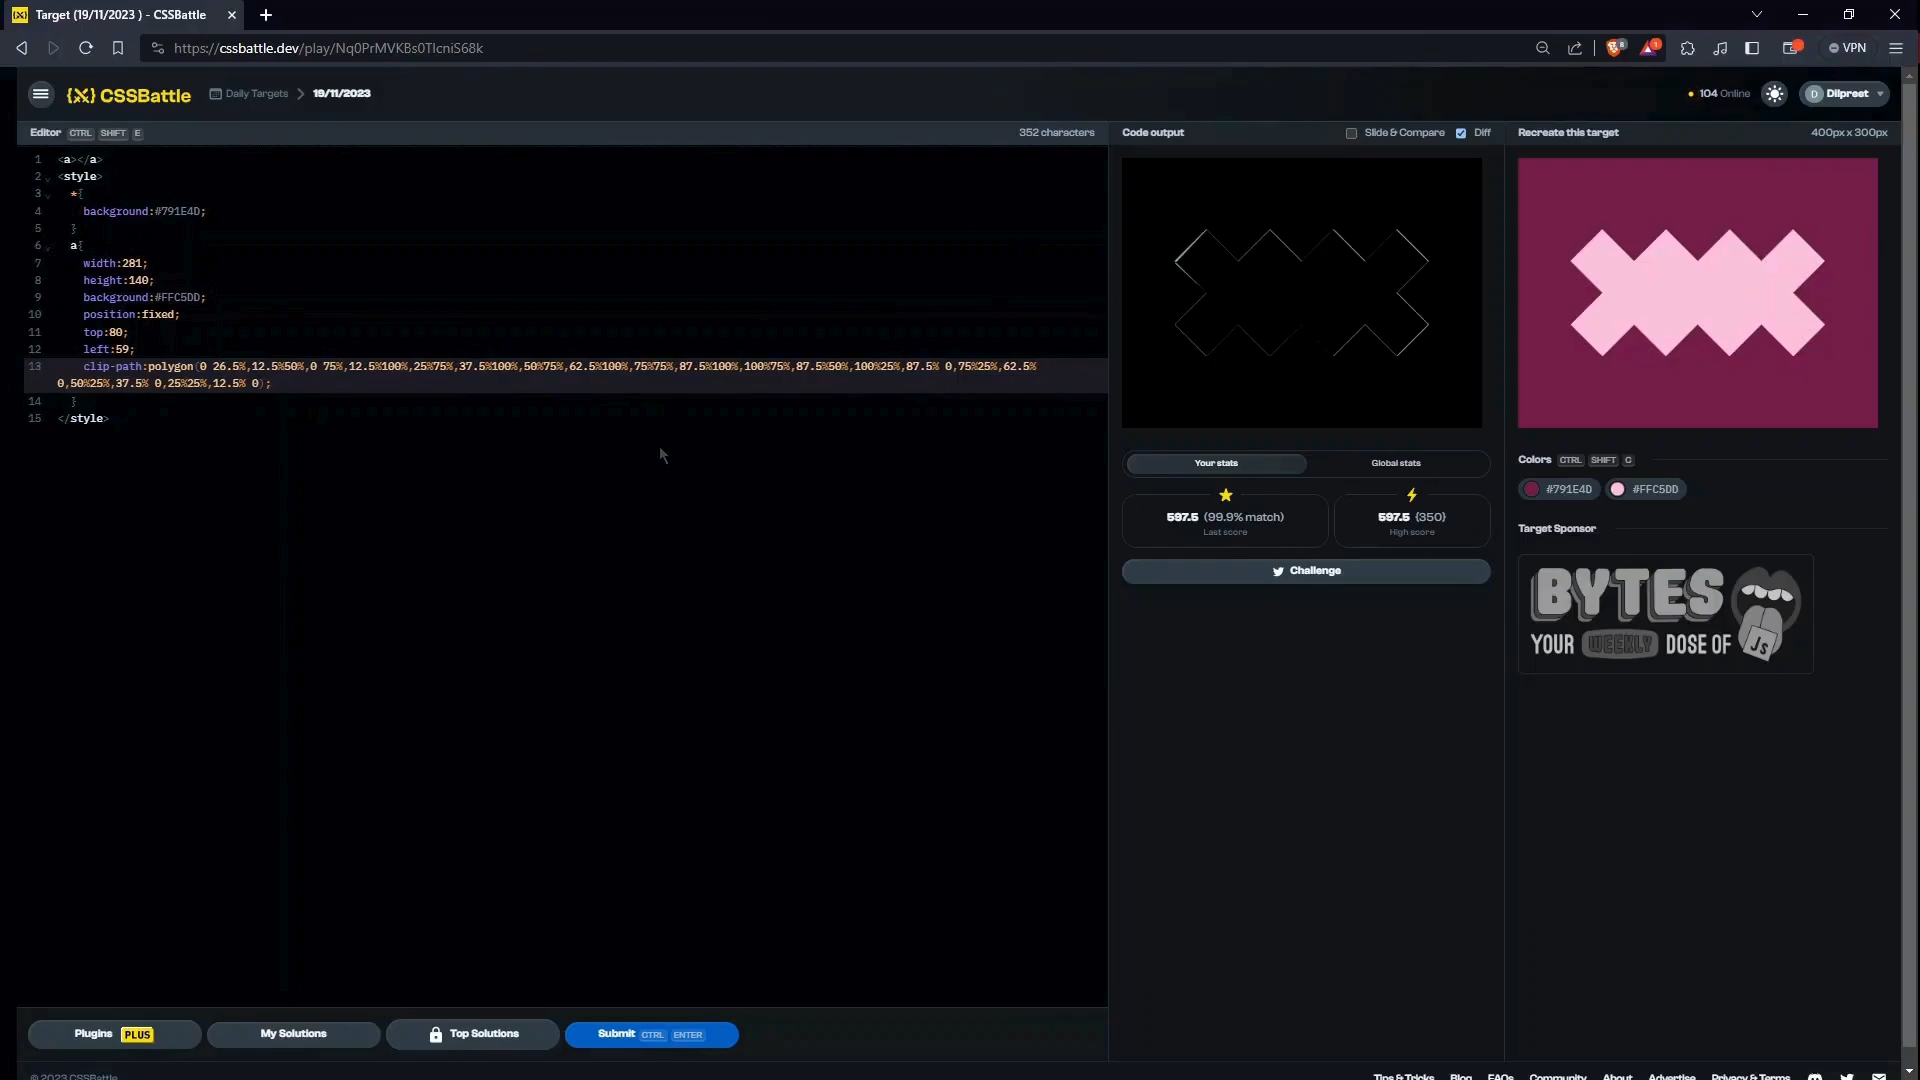 Target (19/11/2023 ) - CSSBattle
https://cssbattle.dev/play/Nq0PrMVKBs0TlcniS68k
8
1
VPN
{X} CSSBattle
Daily Targets
19/11/2023
104 Online
D
Dilpreet
Editor CTRL SHIFT E
352 characters
Code output
Slide & Compare
Diff
Recreate this target
400px x 300px
1 <a></a>
2 <style>
3 *{
4 background:#791E4D;
5 }
6 a{
7 width:281;
8 height:140;
9 background:#FFC5DD;
10 position:fixed;
11 top:80;
12 left:59;
13 clip-path:polygon(0 26.5%,12.5%50%,0 75%,12.5%100%,25%75%,37.5%100%,50%75%,62.5%100%,75%75%,87.5%100%,100%75%,87.5%50%,100%25%,87.5% 0,75%25%,62.5%
0,50%25%,37.5% 0,25%25%,12.5% 0);
14 }
15 </style>
Your stats
Global stats
597.5 (99.9% match)
Last score
597.5 {350}
High score
Challenge
Colors CTRL SHIFT C
#791E4D
#FFC5DD
Target Sponsor
BYTES
YOUR WEEKLY DOSE OF
JS
Plugins PLUS
My Solutions
Top Solutions
Submit CTRL ENTER
© 2023 CSSBattle
Tips & Tricks
Blog
FAQs
Community
About
Advertise
Privacy & Terms